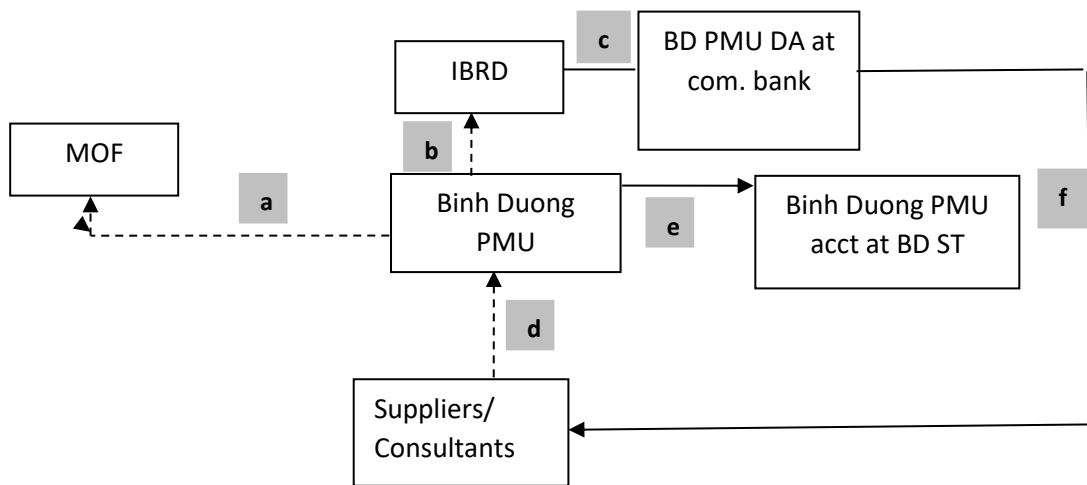 c
BD PMU DA at
com. bank
IBRD
MOF
b
a
Binh Duong
PMU
e
Binh Duong PMU
acct at BD ST
f
d
Suppliers/
Consultants